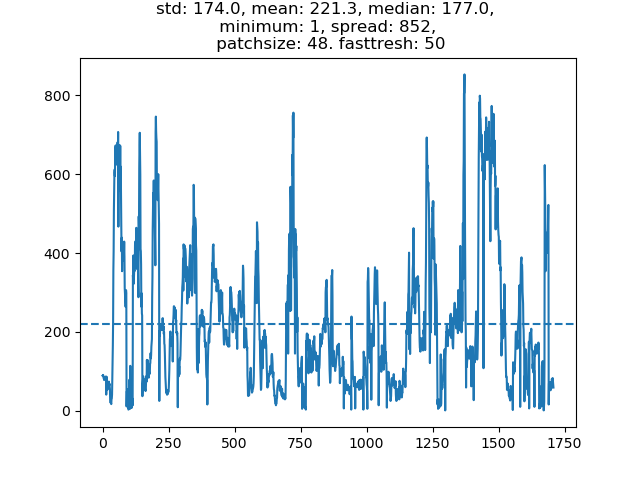 std: 174.0, mean: 221.3, median: 177.0,
minimum: 1, spread: 852,
patchsize: 48. fasttresh: 50
800
600
400
200
0
0 250 500 750 1000 1250 1500 1750